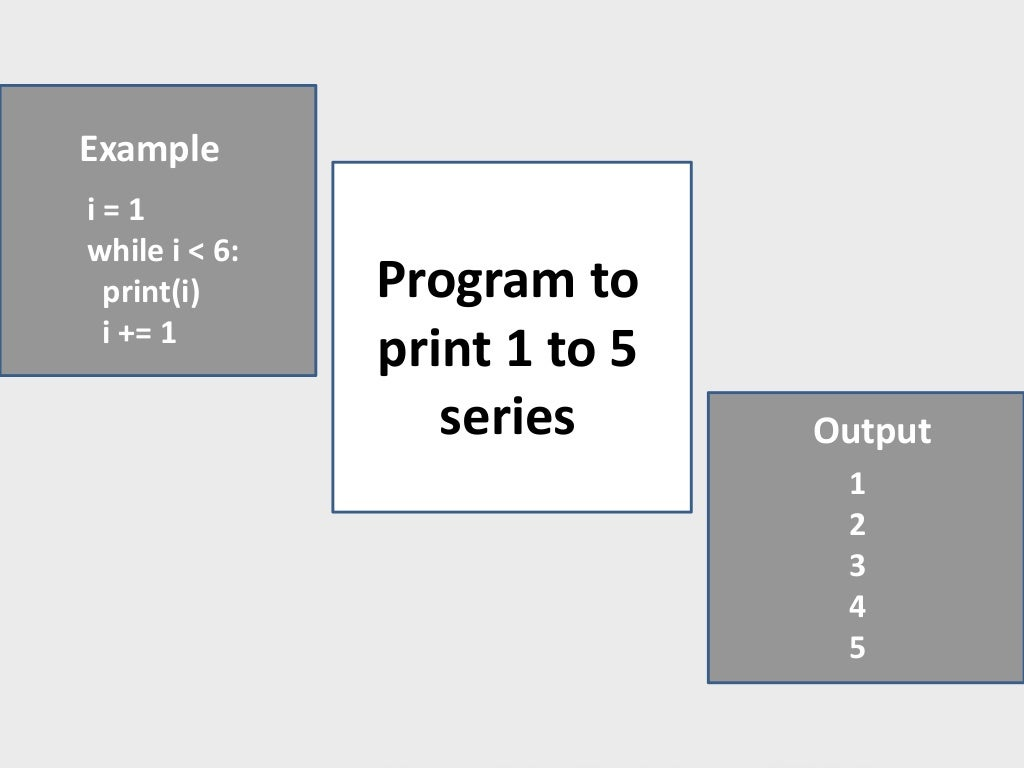 Example
i = 1
while i < 6:
  print(i)
  i += 1
Program to
print 1 to 5
series
Output
1
2
3
4
5